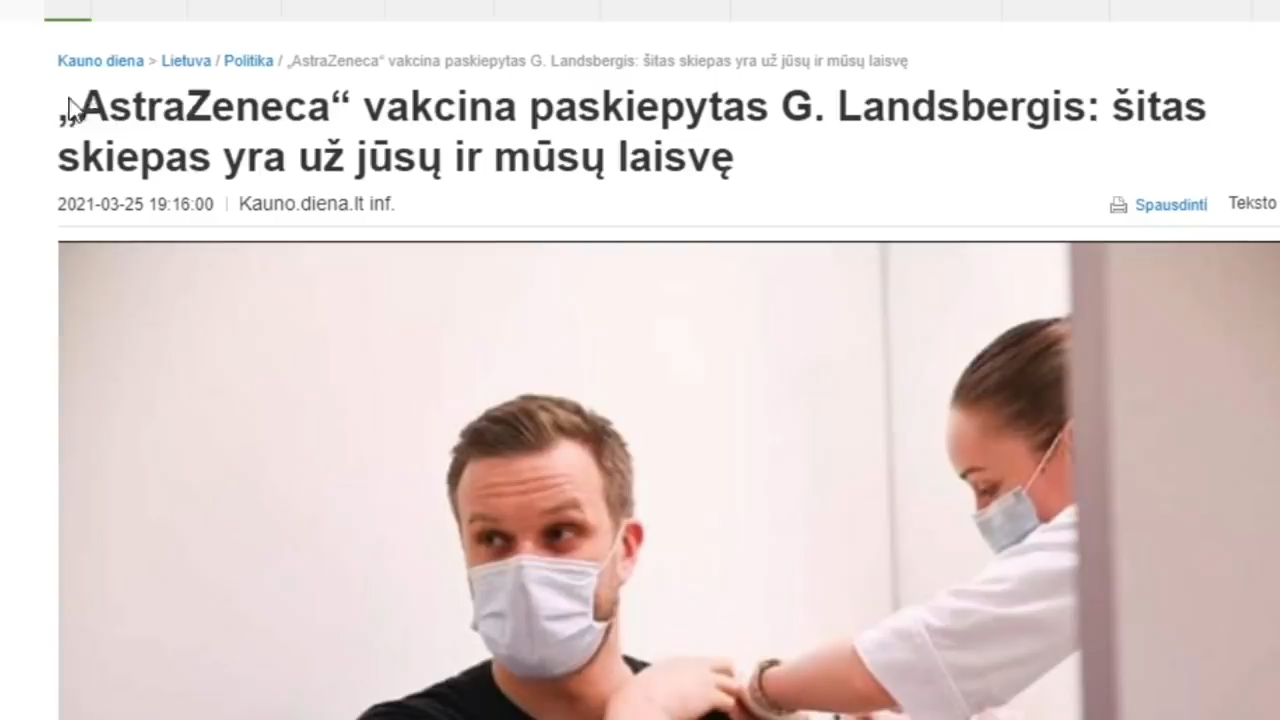 Kauno diena > Lietuva / Politika / „AstraZeneca“ vakcina paskiepytas G. Landsbergis: šitas skiepas yra už jūsų ir mūsų laisvę
„AstraZeneca“ vakcina paskiepytas G. Landsbergis: šitas
skiepas yra už jūsų ir mūsų laisvę
2021-03-25 19:16:00 | Kauno.diena.lt inf.
Spausdinti Teksto